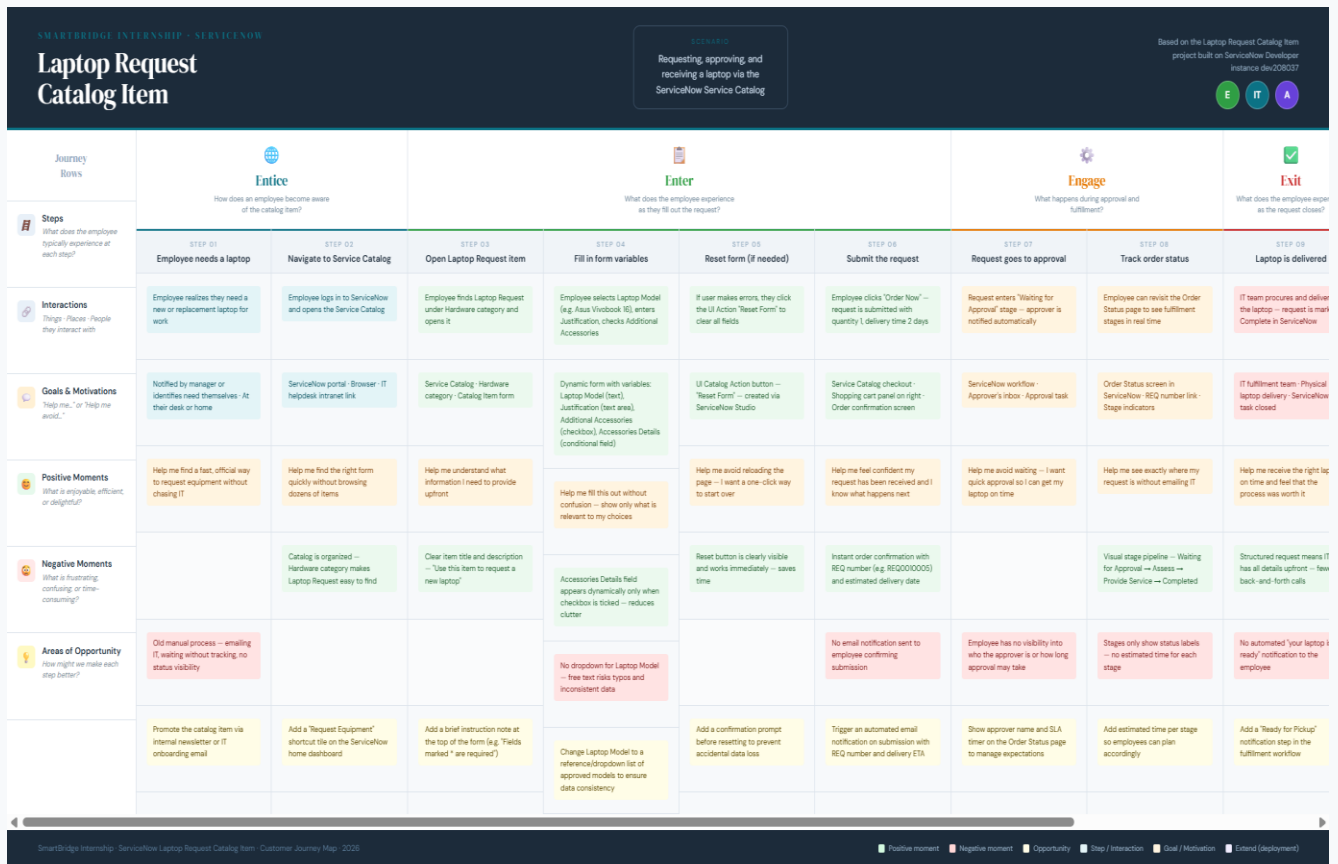 SMARTBRIDGE INTERNSHIP · SERVICENOW
Laptop Request
Catalog Item
SCENARIO
Requesting, approving, and
receiving a laptop via the
ServiceNow Service Catalog
Based on the Laptop Request Catalog Item
project built on ServiceNow Developer
instance dev208037
E
IT
A
Journey
Rows
Entice
How does an employee become aware
of the catalog item?
Enter
What does the employee experience
as they fill out the request?
Engage
What happens during approval and
fulfillment?
Exit
What does the employee exper
as the request closes?
Steps
What does the employee
typically experience at
each step?
STEP 01
Employee needs a laptop
STEP 02
Navigate to Service Catalog
STEP 03
Open Laptop Request item
STEP 04
Fill in form variables
STEP 05
Reset form (if needed)
STEP 06
Submit the request
STEP 07
Request goes to approval
STEP 08
Track order status
STEP 09
Laptop is delivered
Interactions
Things · Places · People
they interact with
Employee realizes they need a
new or replacement laptop for
work
Employee logs in to ServiceNow
and opens the Service Catalog
Employee finds Laptop Request
under Hardware category and
opens it
Employee selects Laptop Model
(e.g. Asus Vivobook 16), enters
Justification, checks Additional
Accessories
If user makes errors, they click
the UI Action "Reset Form" to
clear all fields
Employee clicks "Order Now" —
request is submitted with
quantity 1, delivery time 2 days
Request enters "Waiting for
Approval" stage — approver is
notified automatically
Employee can revisit the Order
Status page to see fulfillment
stages in real time
IT team procures and deliver
the laptop — request is mark
Complete in ServiceNow
Goals & Motivations
"Help me..." or "Help me
avoid..."
Notified by manager or
identifies need themselves · At
their desk or home
ServiceNow portal · Browser · IT
helpdesk intranet link
Service Catalog · Hardware
category · Catalog Item form
Dynamic form with variables:
Laptop Model (text),
Justification (text area),
Additional Accessories
(checkbox), Accessories Details
(conditional field)
UI Catalog Action button —
"Reset Form" — created via
ServiceNow Studio
Service Catalog checkout ·
Shopping cart panel on right ·
Order confirmation screen
ServiceNow workflow ·
Approver's inbox · Approval task
Order Status screen in
ServiceNow · REQ number link ·
Stage indicators
IT fulfillment team · Physical
laptop delivery · ServiceNow
task closed
Positive Moments
What is enjoyable, efficient,
or delightful?
Help me find a fast, official way
to request equipment without
chasing IT
Help me find the right form
quickly without browsing
dozens of items
Help me understand what
information I need to provide
upfront
Help me fill this out without
confusion — show only what is
relevant to my choices
Help me avoid reloading the
page — I want a one-click way
to start over
Help me feel confident my
request has been received and I
know what happens next
Help me avoid waiting — I want
quick approval so I can get my
laptop on time
Help me see exactly where my
request is without emailing IT
Help me receive the right lap
on time and feel that the
process was worth it
Negative Moments
What is frustrating,
confusing, or time-
consuming?
Catalog is organized —
Hardware category makes
Laptop Request easy to find
Clear item title and description
— "Use this item to request a
new laptop"
Accessories Details field
appears dynamically only when
checkbox is ticked — reduces
clutter
Reset button is clearly visible
and works immediately — saves
time
Instant order confirmation with
REQ number (e.g. REQ0010005)
and estimated delivery date
Visual stage pipeline — Waiting
for Approval → Assess →
Provide Service → Completed
Structured request means IT
has all details upfront — fewe
back-and-forth calls
Areas of Opportunity
How might we make each
step better?
Old manual process — emailing
IT, waiting without tracking, no
status visibility
No dropdown for Laptop Model
— free text risks typos and
inconsistent data
No email notification sent to
employee confirming
submission
Employee has no visibility into
who the approver is or how long
approval may take
Stages only show status labels
— no estimated time for each
stage
No automated "your laptop i
ready" notification to the
employee
Promote the catalog item via
internal newsletter or IT
onboarding email
Add a "Request Equipment"
shortcut tile on the ServiceNow
home dashboard
Add a brief instruction note at
the top of the form (e.g. "Fields
marked * are required")
Change Laptop Model to a
reference/dropdown list of
approved models to ensure
data consistency
Add a confirmation prompt
before resetting to prevent
accidental data loss
Trigger an automated email
notification on submission with
REQ number and delivery ETA
Show approver name and SLA
timer on the Order Status page
to manage expectations
Add estimated time per stage
so employees can plan
accordingly
Add a "Ready for Pickup"
notification step in the
fulfillment workflow
SmartBridge Internship · ServiceNow Laptop Request Catalog Item · Customer Journey Map · 2026
Positive moment
Negative moment
Opportunity
Step / Interaction
Goal / Motivation
Extend (deployment)